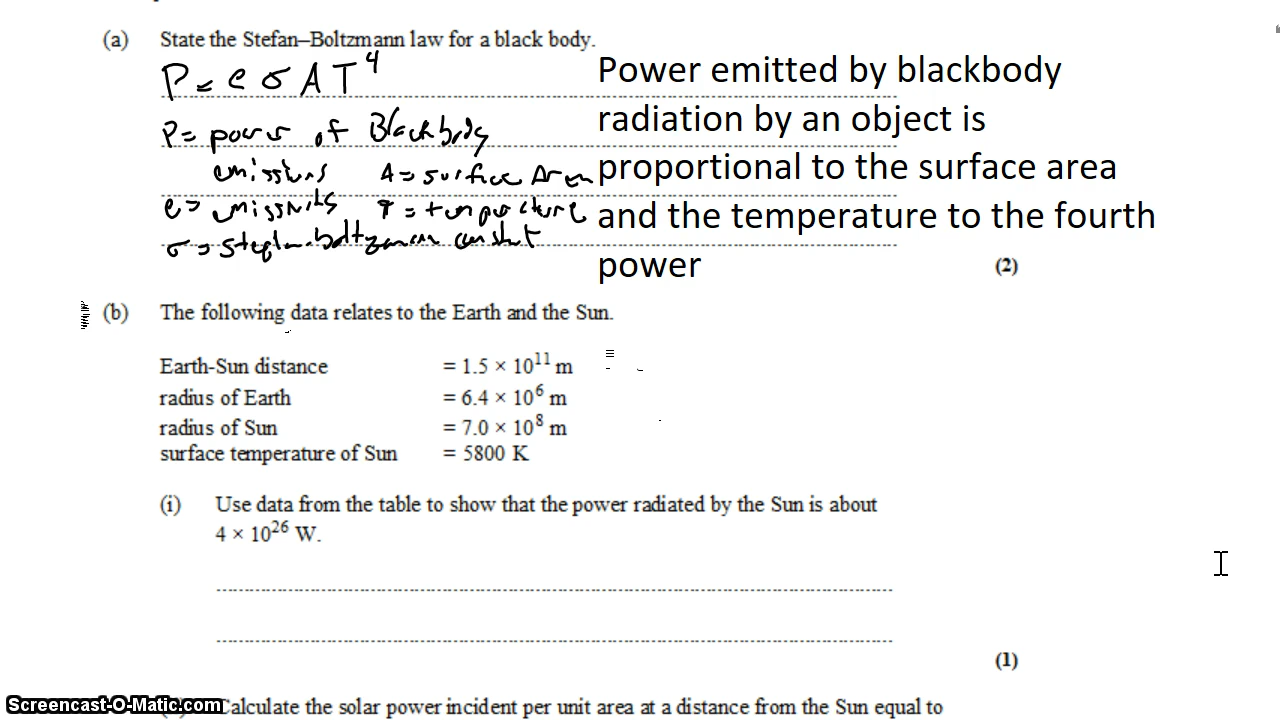 (a) State the Stefan–Boltzmann law for a black body.
P = e σ A T⁴
Power emitted by blackbody
radiation by an object is
proportional to the surface area
and the temperature to the fourth
power
P = power of Blackbody
emissions A = surface Area
e = T =
σ = constant
(2)
(b) The following data relates to the Earth and the Sun.
Earth-Sun distance = 1.5 × 10¹¹ m
radius of Earth = 6.4 × 10⁶ m
radius of Sun = 7.0 × 10⁸ m
surface temperature of Sun = 5800 K
(i) Use data from the table to show that the power radiated by the Sun is about
4 × 10²⁶ W.
(1)
Calculate the solar power incident per unit area at a distance from the Sun equal to
Screencast-O-Matic.com